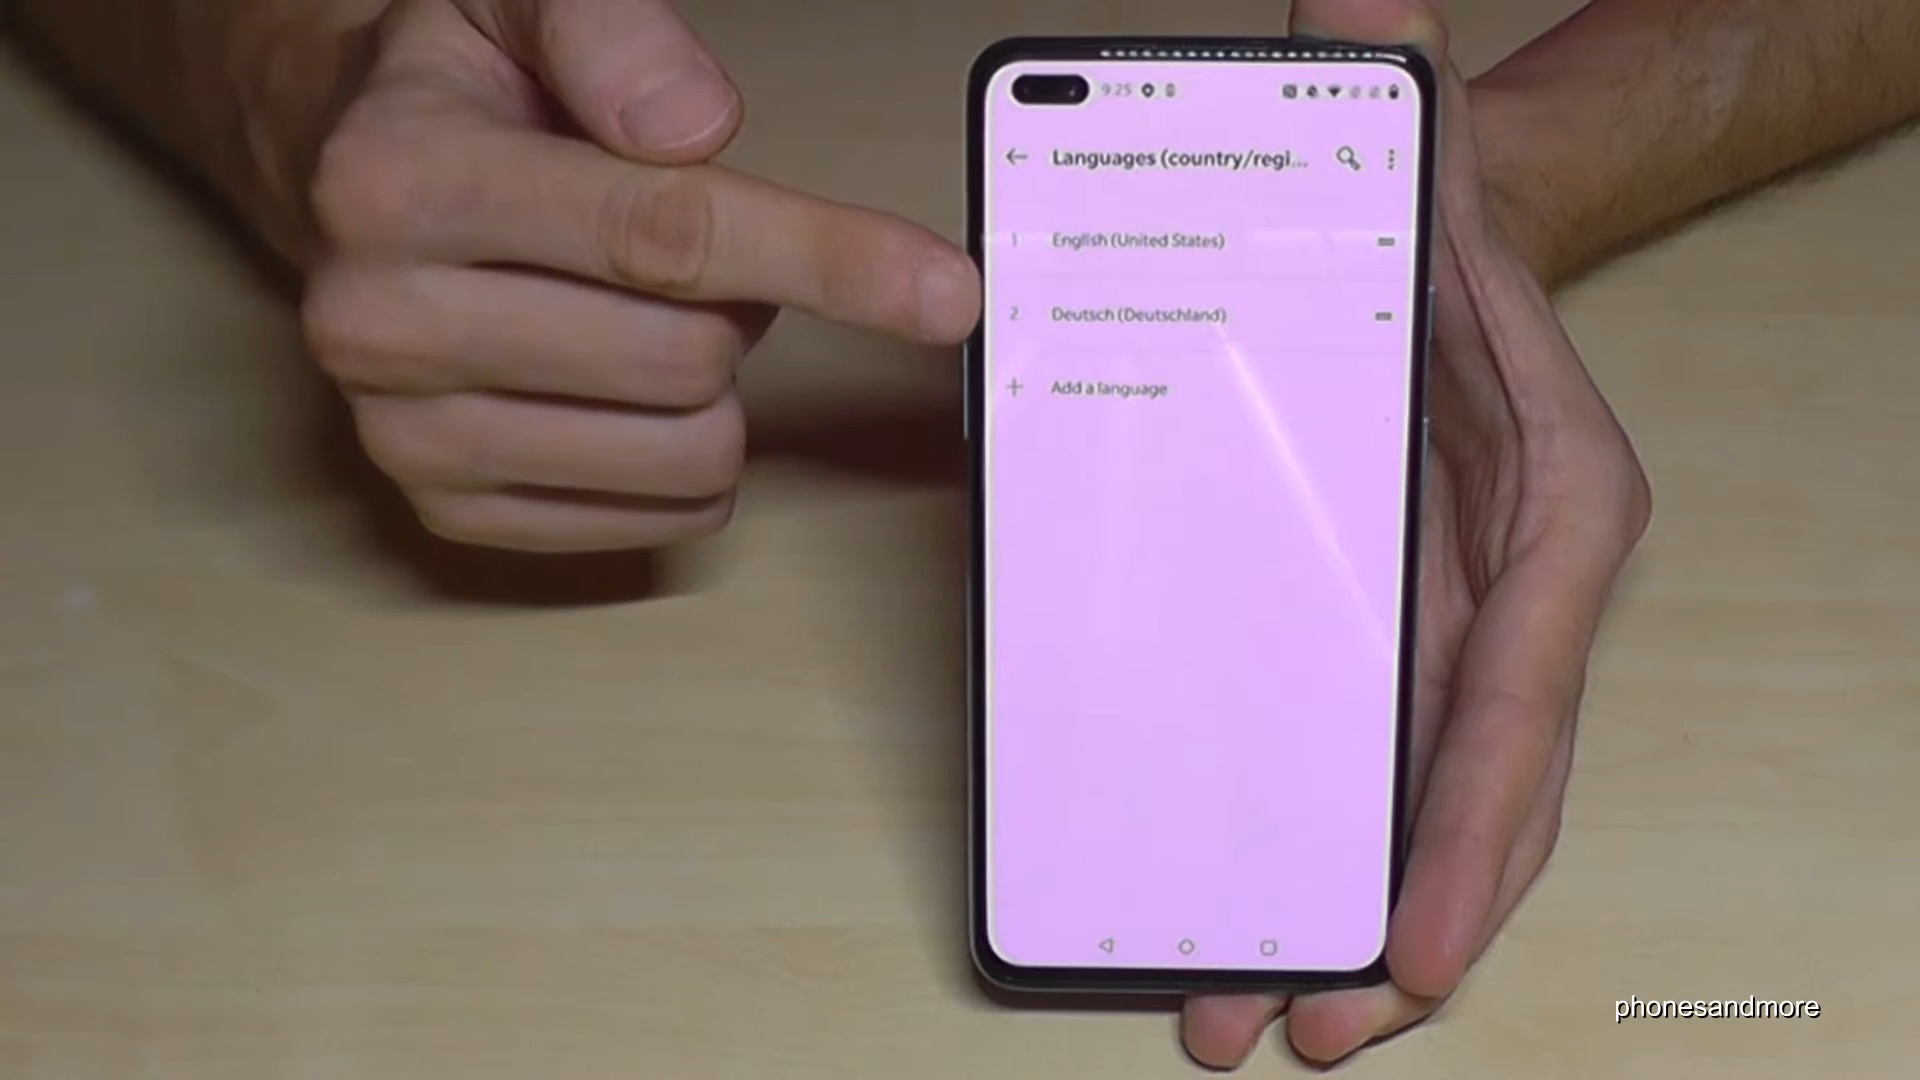 9:25
Languages (country/regi...
1 English (United States)
2 Deutsch (Deutschland)
+ Add a language
phonesandmore